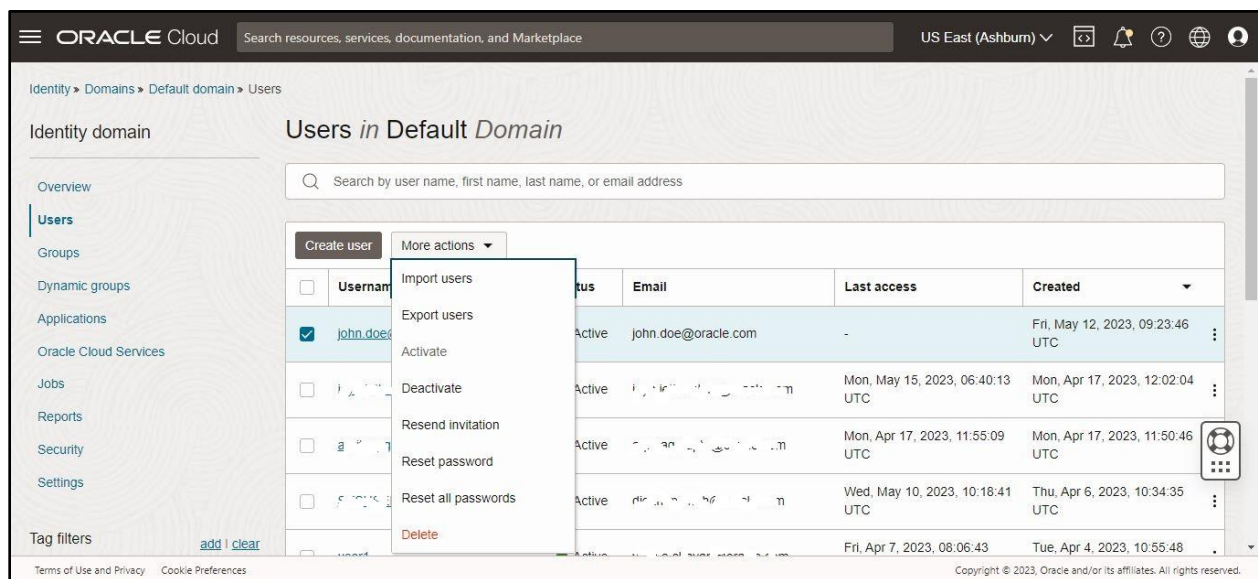 ORACLE Cloud
Search resources, services, documentation, and Marketplace
US East (Ashburn)
Identity » Domains » Default domain » Users
Identity domain
Overview
Users
Groups
Dynamic groups
Applications
Oracle Cloud Services
Jobs
Reports
Security
Settings
Tag filters
add | clear
Users in Default Domain
Search by user name, first name, last name, or email address
Create user
More actions
Import users
Export users
Activate
Deactivate
Resend invitation
Reset password
Reset all passwords
Delete
Email
Last access
Created
Active
john.doe@oracle.com
-
Fri, May 12, 2023, 09:23:46
UTC
Active
Mon, May 15, 2023, 06:40:13
UTC
Mon, Apr 17, 2023, 12:02:04
UTC
Active
Mon, Apr 17, 2023, 11:55:09
UTC
Mon, Apr 17, 2023, 11:50:46
UTC
Active
Wed, May 10, 2023, 10:18:41
UTC
Thu, Apr 6, 2023, 10:34:35
UTC
Fri, Apr 7, 2023, 08:06:43
Tue, Apr 4, 2023, 10:55:48
Terms of Use and Privacy
Cookie Preferences
Copyright © 2023, Oracle and/or its affiliates. All rights reserved.